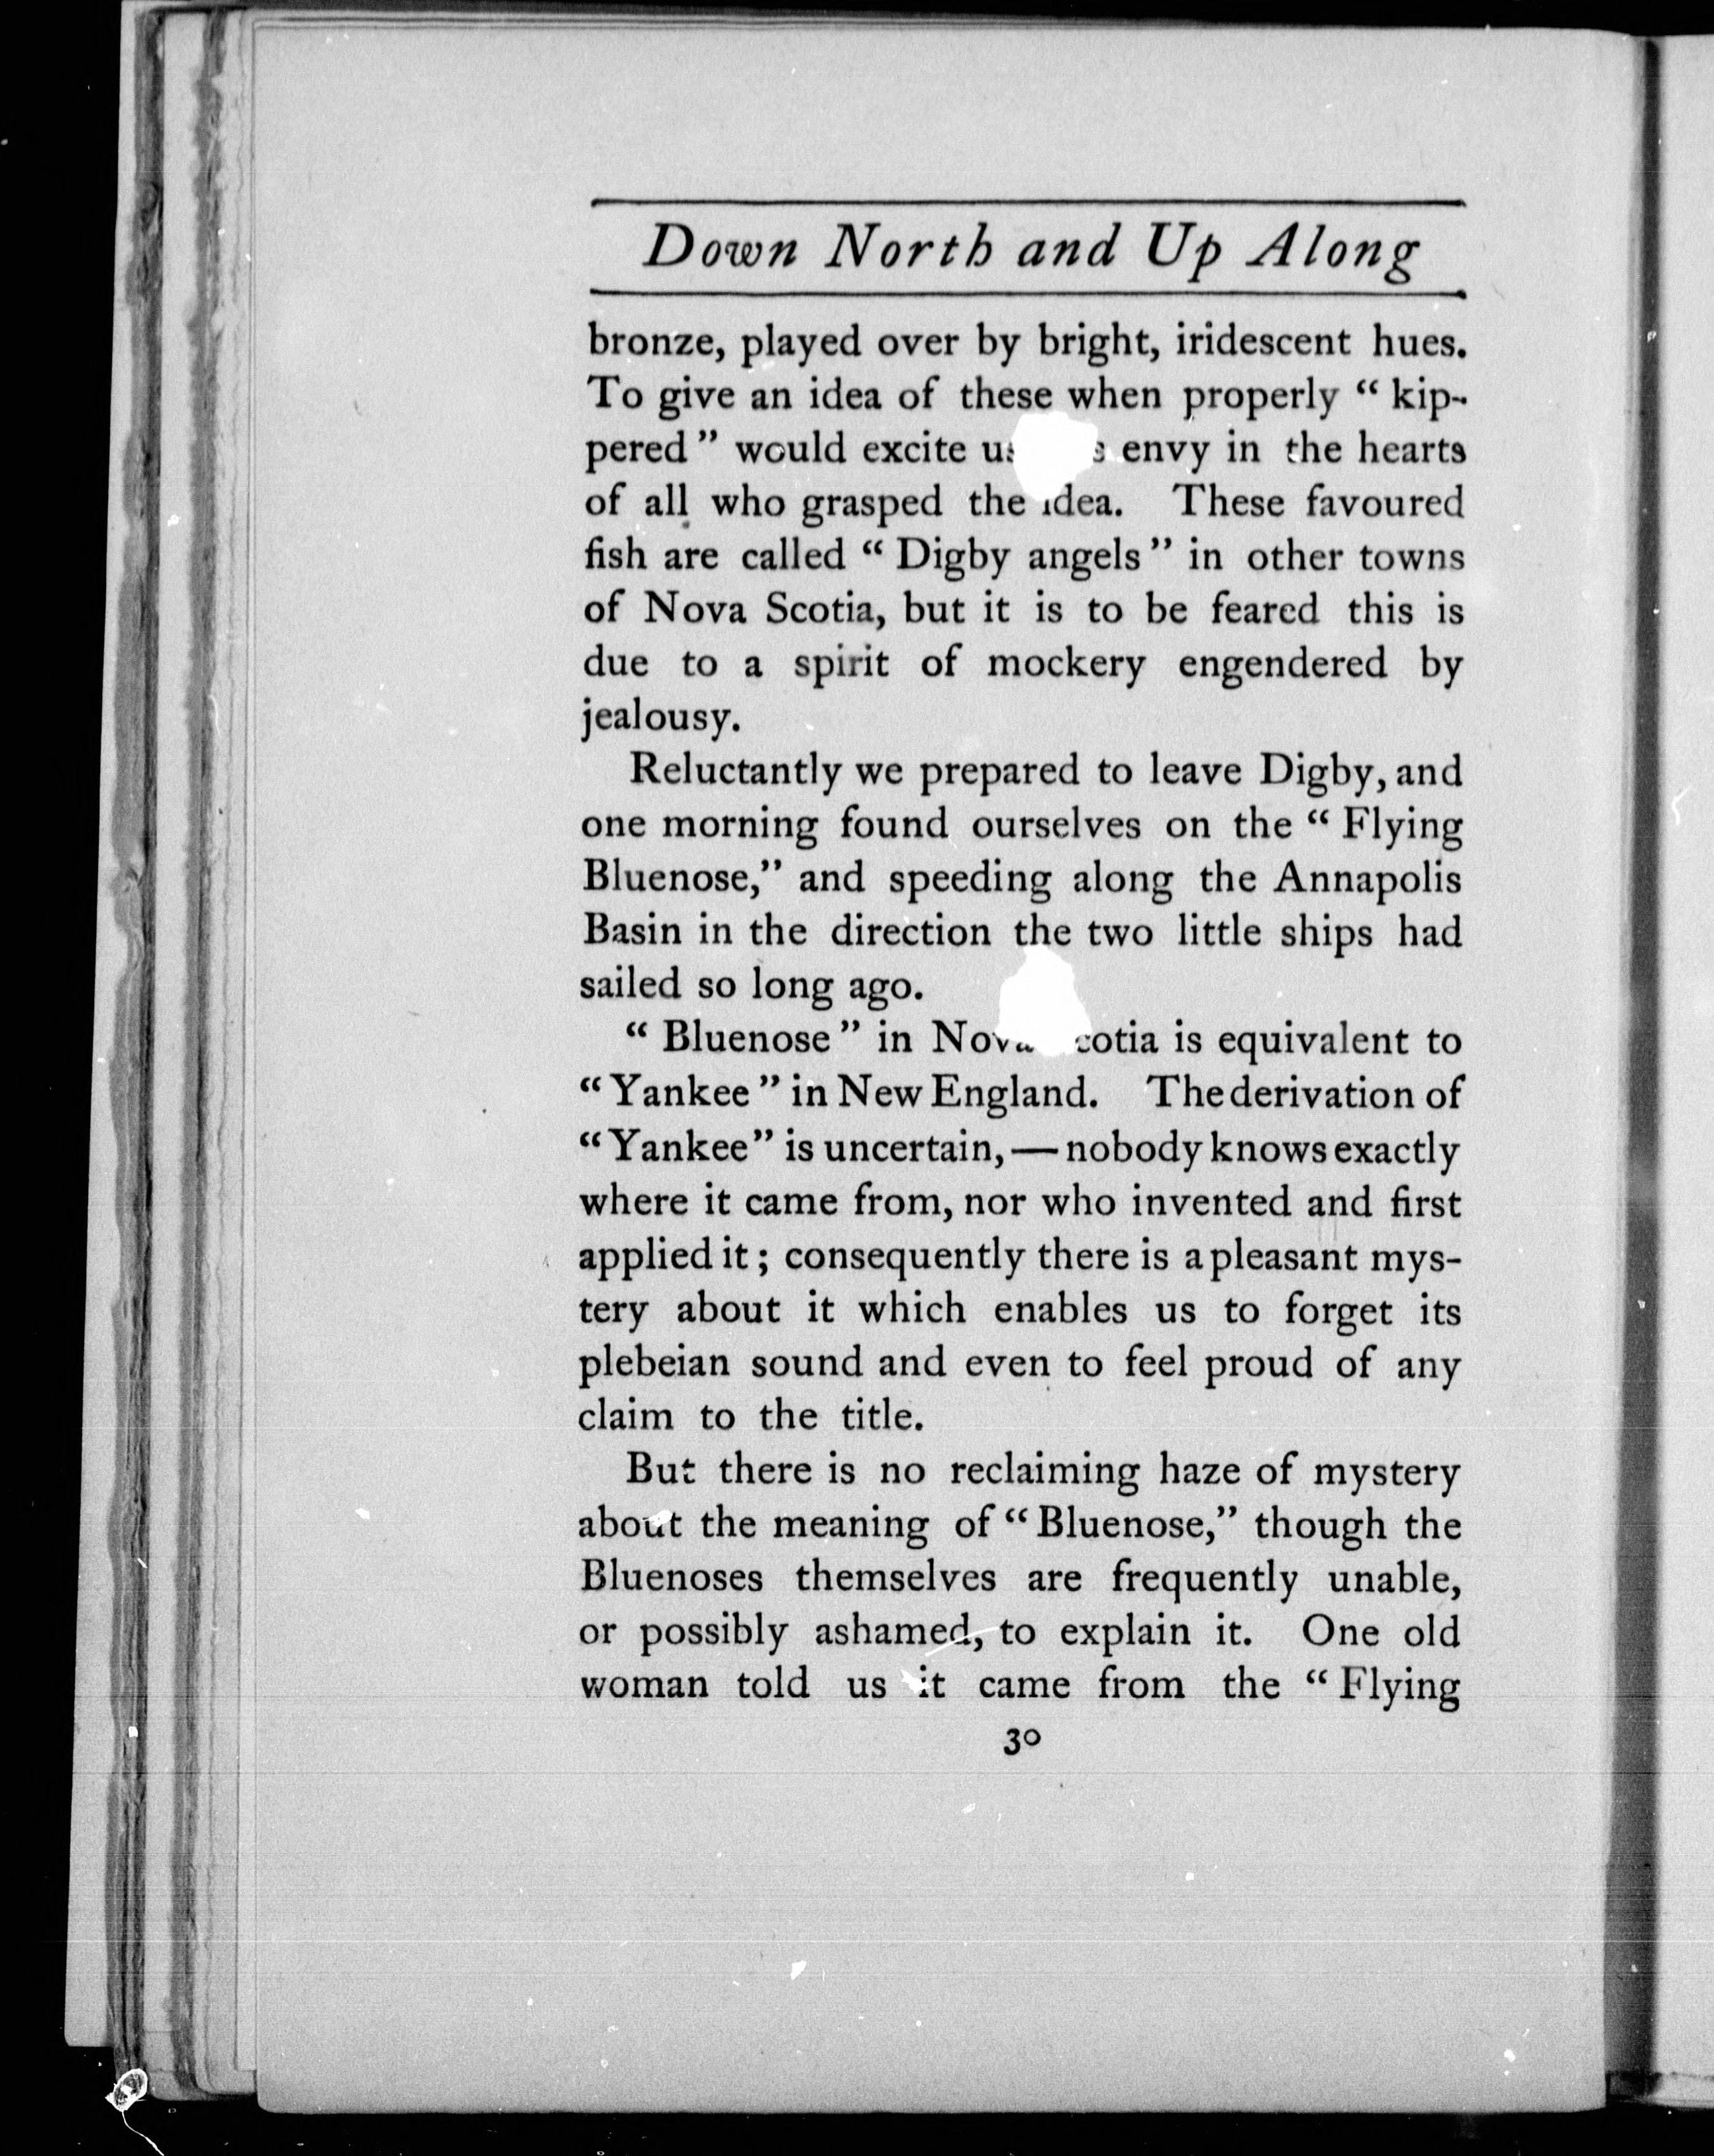 Down North and Up Along
bronze, played over by bright, iridescent hues.
To give an idea of these when properly “ kip-
pered ” would excite envy in the hearts
of all who grasped the idea. These favoured
fish are called “ Digby angels ” in other towns
of Nova Scotia, but it is to be feared this is
due to a spirit of mockery engendered by
jealousy.
Reluctantly we prepared to leave Digby, and
one morning found ourselves on the “ Flying
Bluenose,” and speeding along the Annapolis
Basin in the direction the two little ships had
sailed so long ago.
“ Bluenose ” in Nova Scotia is equivalent to
“ Yankee ” in New England. The derivation of
“ Yankee” is uncertain, — nobody knows exactly
where it came from, nor who invented and first
applied it ; consequently there is a pleasant mys-
tery about it which enables us to forget its
plebeian sound and even to feel proud of any
claim to the title.
But there is no reclaiming haze of mystery
about the meaning of “ Bluenose,” though the
Bluenoses themselves are frequently unable,
or possibly ashamed, to explain it. One old
woman told us it came from the “ Flying
30